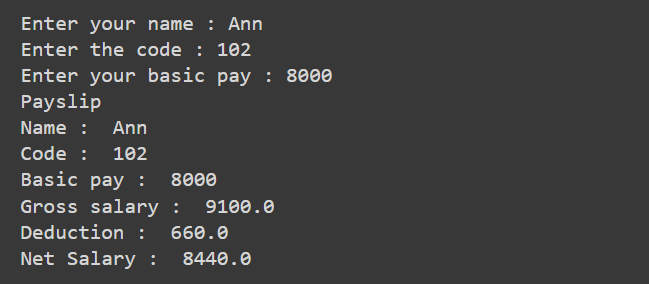 Enter your name : Ann
Enter the code : 102
Enter your basic pay : 8000
Payslip
Name :  Ann
Code :  102
Basic pay :  8000
Gross salary :  9100.0
Deduction :  660.0
Net Salary :  8440.0